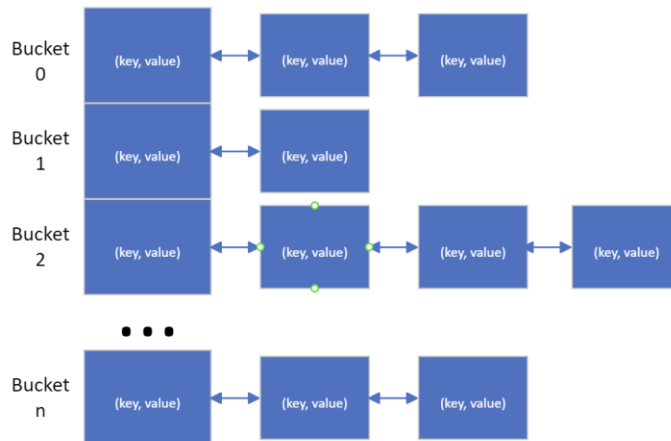 Bucket
0
(key, value)
(key, value)
(key, value)
Bucket
1
(key, value)
(key, value)
Bucket
2
(key, value)
(key, value)
(key, value)
(key, value)
...
Bucket
n
(key, value)
(key, value)
(key, value)